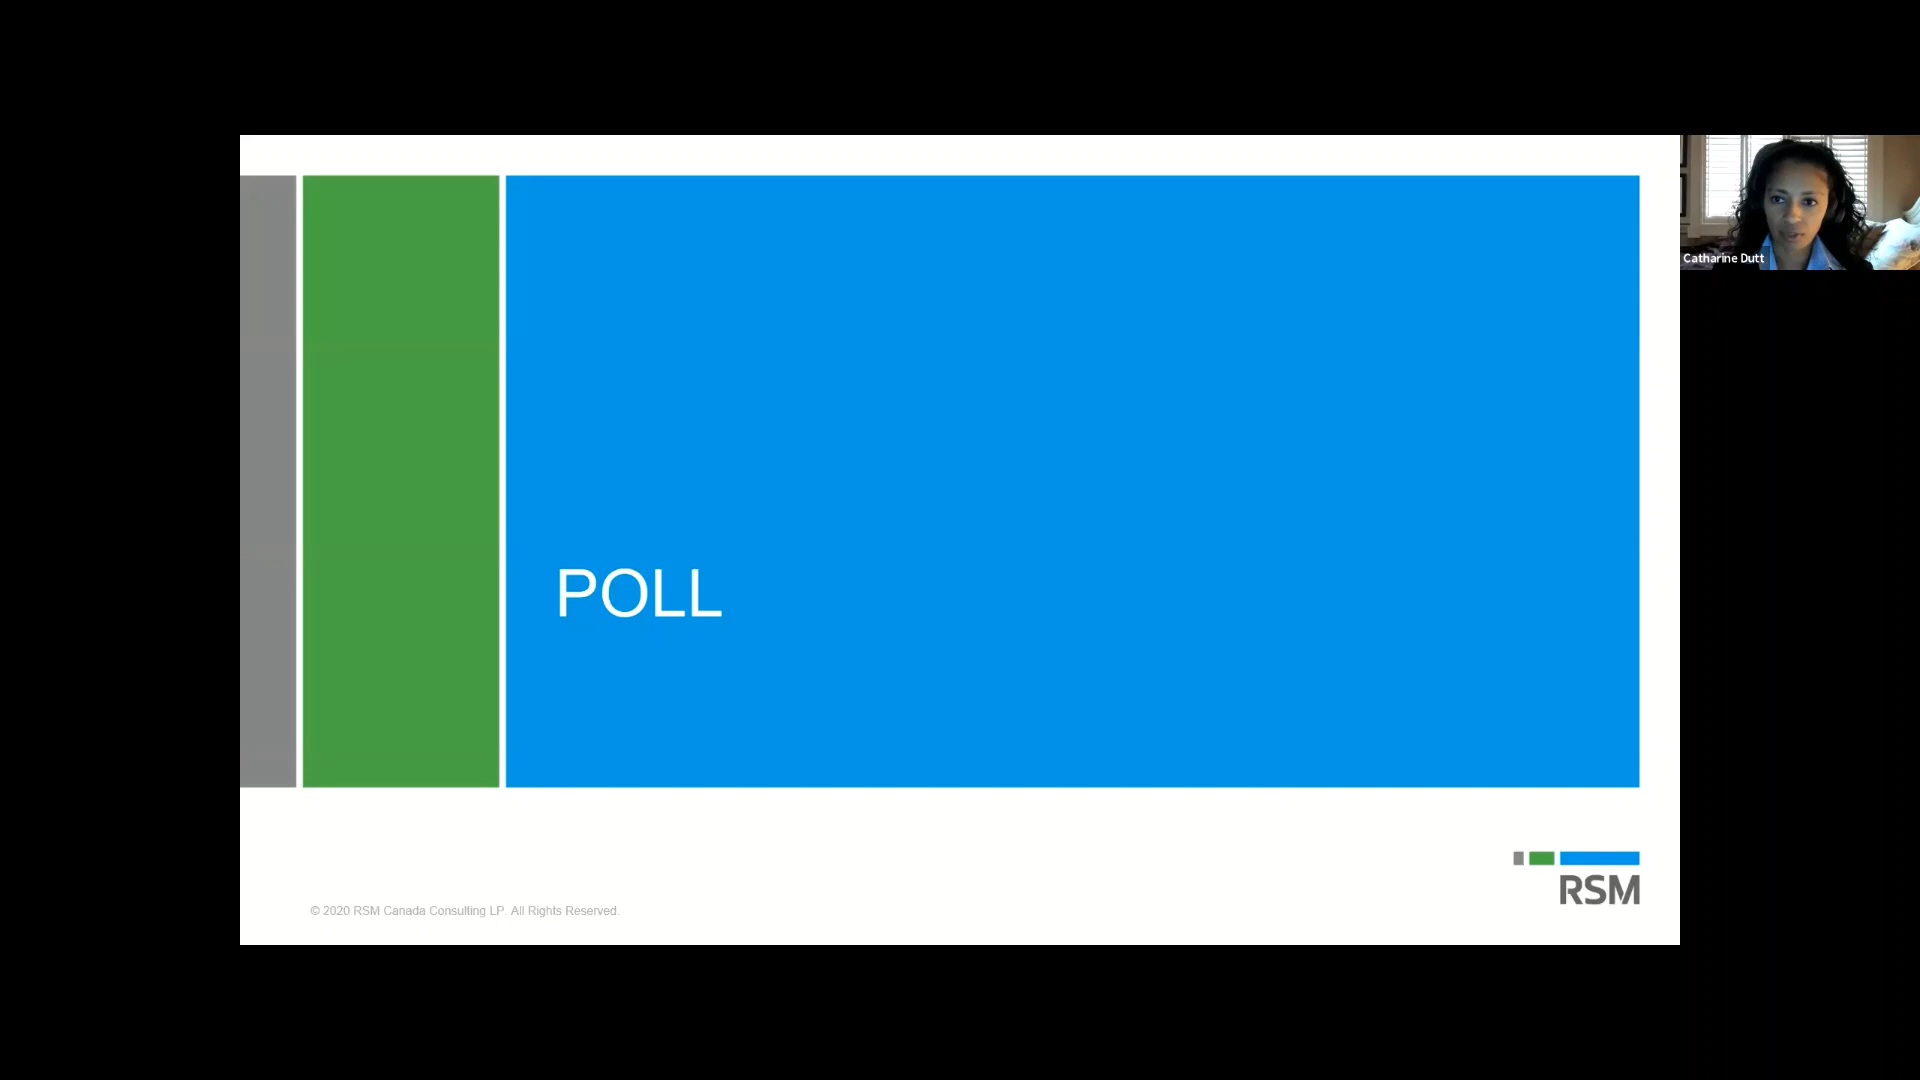 Catharine Dutt
POLL
RSM
© 2020 RSM Canada Consulting LP. All Rights Reserved.